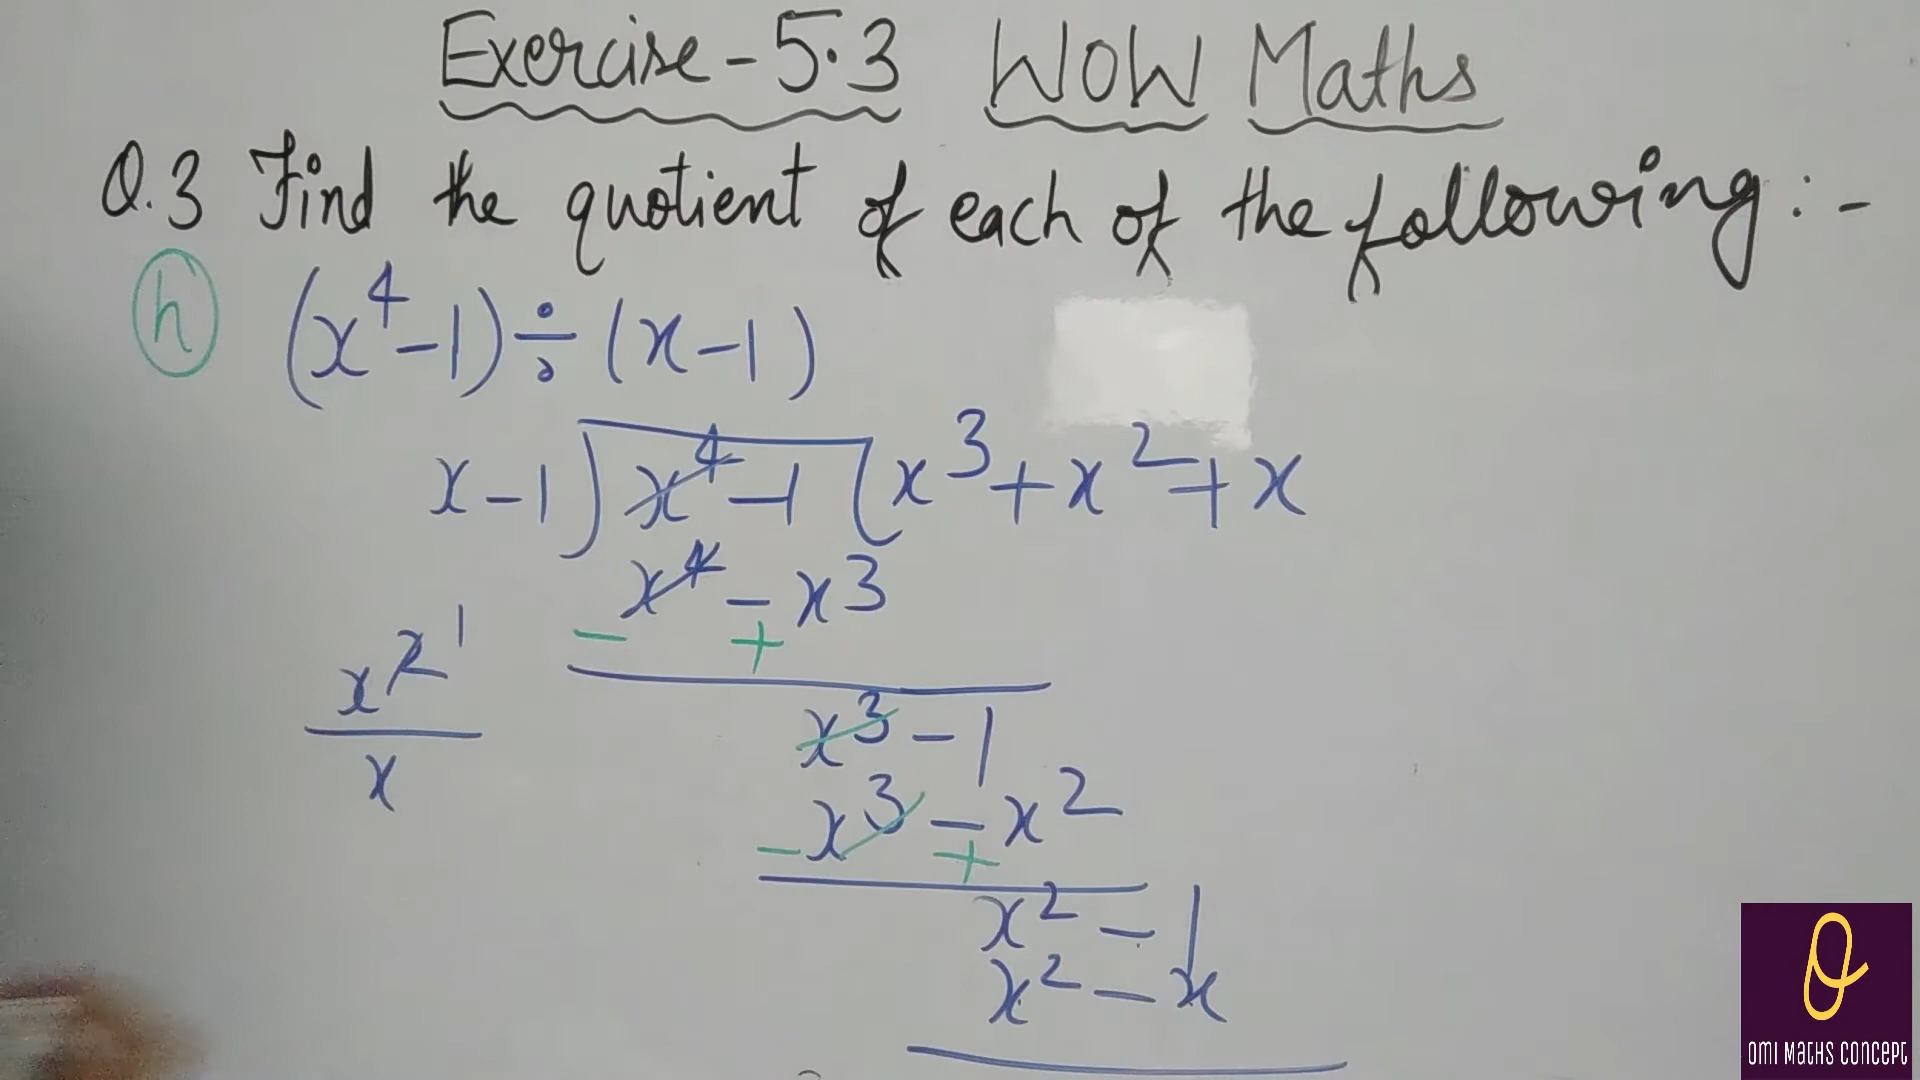 Exercise-5.3 WOW Maths
Q.3 Find the quotient of each of the following:-
h (x⁴-1)÷(x-1)
x-1) x⁴-1 (x³+x²+x
x⁴-x³
- +
x³-1
x³-x²
- +
x²-1
x²-x
x² 1
x
OMI MATHS CONCEPT